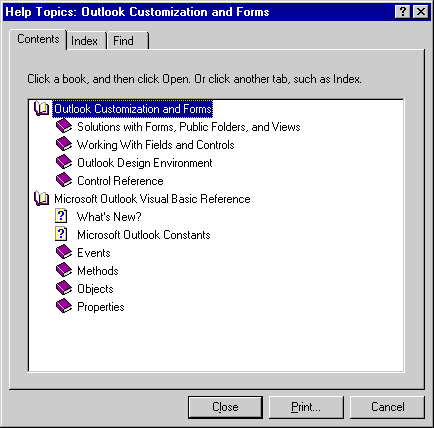 Help Topics: Outlook Customization and Forms
Contents Index Find
Click a book, and then click Open. Or click another tab, such as Index.
Outlook Customization and Forms
Solutions with Forms, Public Folders, and Views
Working With Fields and Controls
Outlook Design Environment
Control Reference
Microsoft Outlook Visual Basic Reference
? What's New?
? Microsoft Outlook Constants
Events
Methods
Objects
Properties
Close Print... Cancel